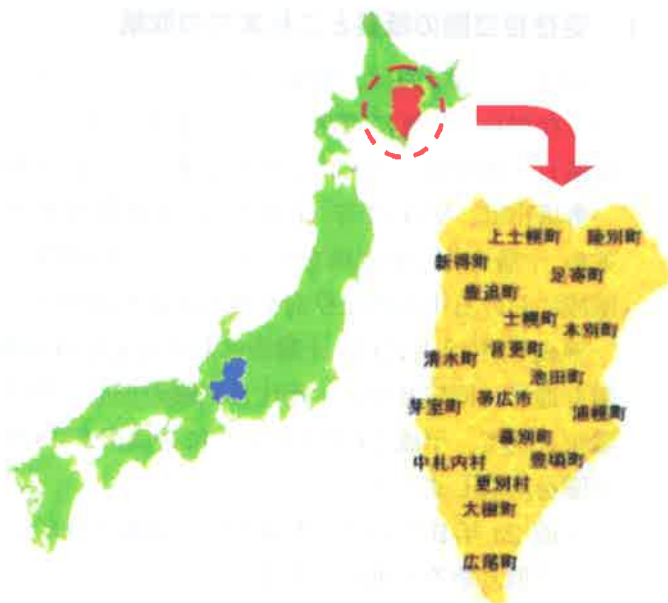 上士幌町
陸別町
新得町
足寄町
鹿追町
士幌町
本別町
清水町
音更町
池田町
芽室町
帯広市
浦幌町
幕別町
中札内村
豊頃町
更別村
大樹町
広尾町